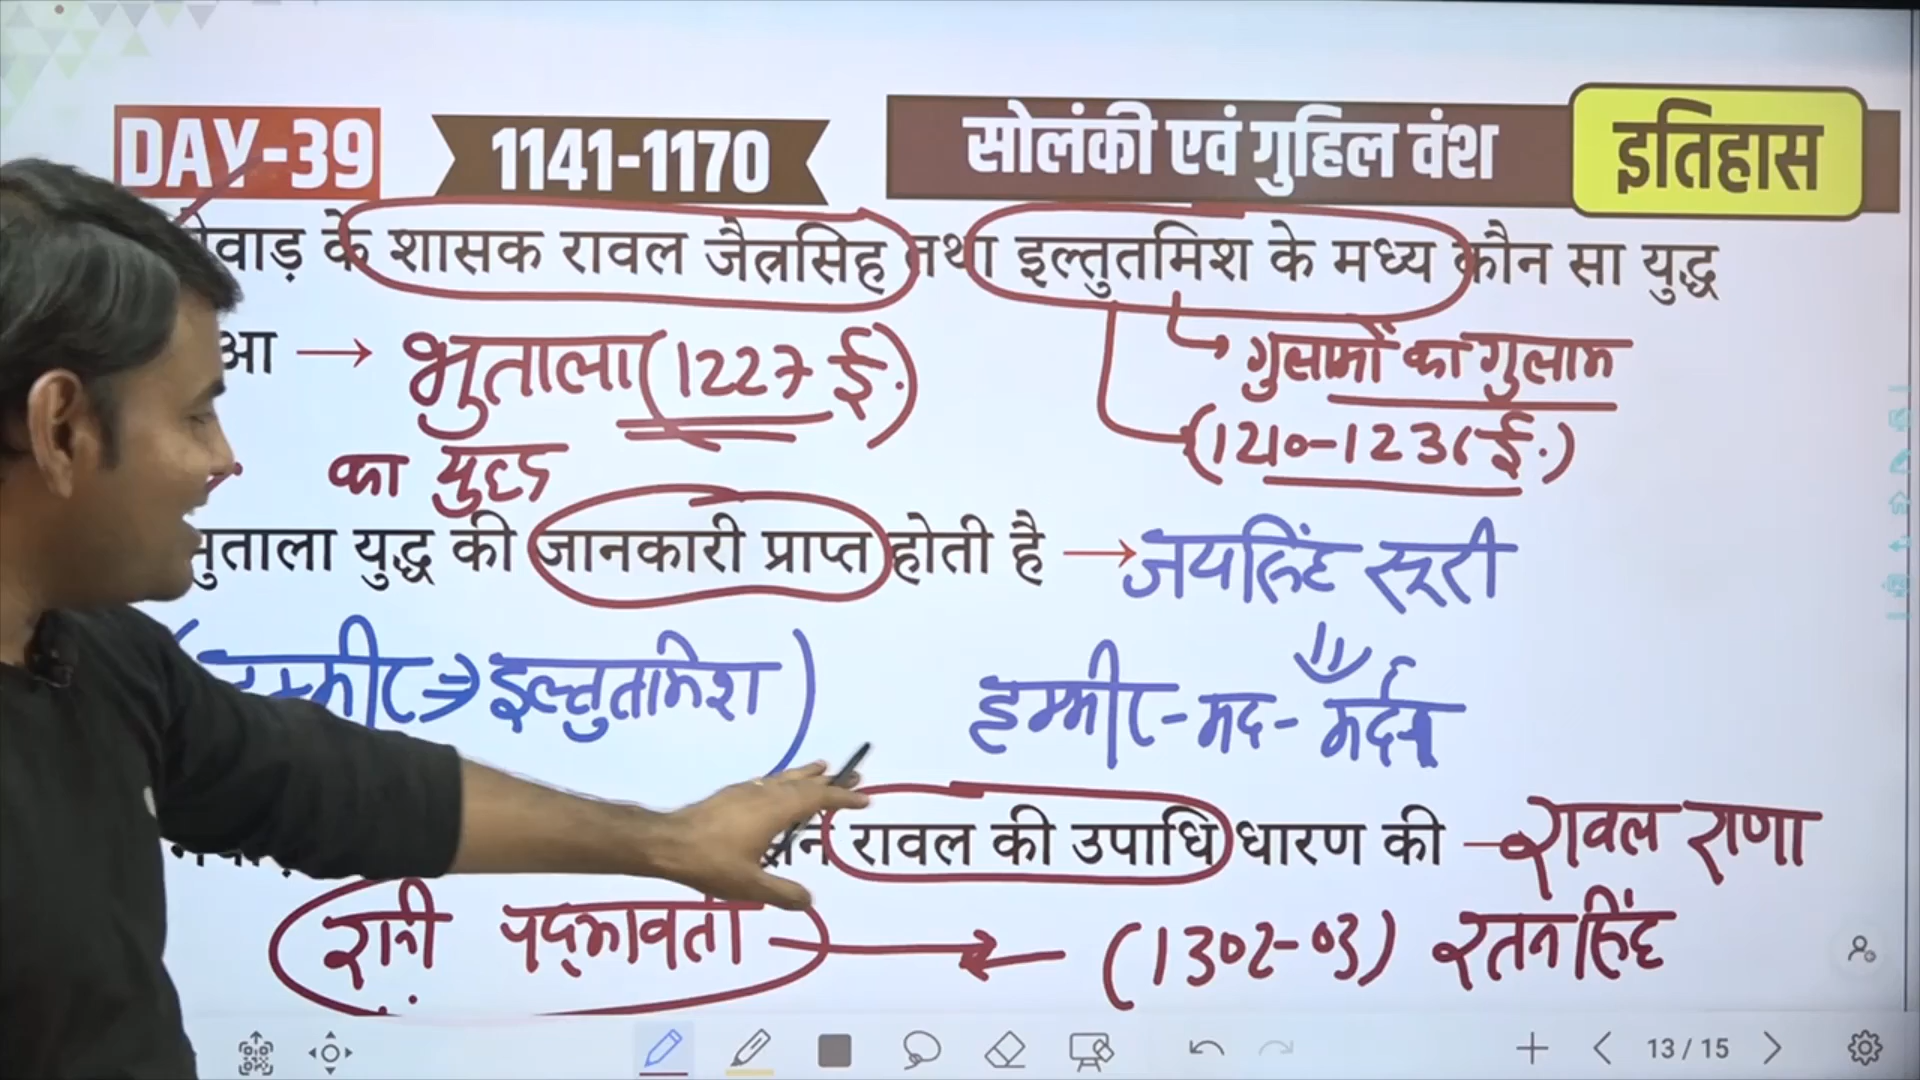 DAY-39
1141-1170
सोलंकी एवं गुहिल वंश
इतिहास
के शासक रावल जैत्रसिंह तथा इल्तुतमिश के मध्य कौन सा युद्ध
→ भुताला (1227 ई.)
→ गुलामों का गुलाम
का युद्ध
(1210-1236 ई.)
युद्ध की जानकारी प्राप्त होती है → जयसिंह सूरी
⇒ इल्तुतमिश)
हम्मीर-मद-मर्दन
रावल की उपाधि धारण की → रावल राणा
रानी पद्मावती
(1302-03) रतनसिंह
13 / 15